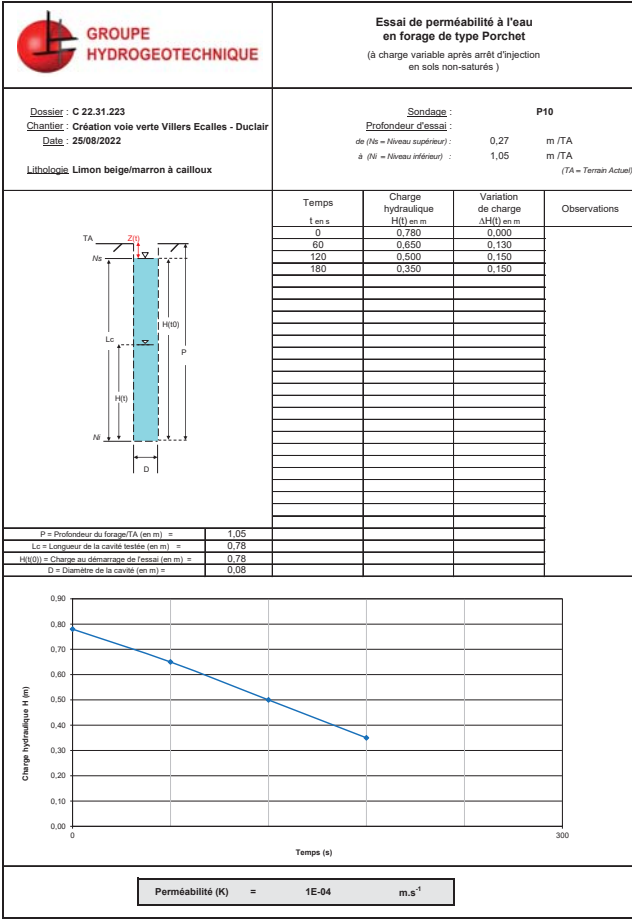 GROUPE
HYDROGEOTECHNIQUE
Essai de perméabilité à l'eau
en forage de type Porchet
(à charge variable après arrêt d'injection
en sols non-saturés )
Dossier : C 22.31.223
Chantier : Création voie verte Villers Ecalles - Duclair
Date : 25/08/2022
Lithologie Limon beige/marron à cailloux
Sondage : P10
Profondeur d'essai :
de (Ns = Niveau supérieur) : 0,27 m /TA
à (Ni = Niveau inférieur) : 1,05 m /TA
(TA = Terrain Actuel)
Temps
t en s
Charge
hydraulique
H(t) en m
Variation
de charge
ΔH(t) en m
Observations
0 0,780 0,000
60 0,650 0,130
120 0,500 0,150
180 0,350 0,150
TA
Z(t)
Ns
H(t0)
Lc
P
H(t)
Ni
D
P = Profondeur du forage/TA (en m) = 1,05
Lc = Longueur de la cavité testée (en m) = 0,78
H(t(0)) = Charge au démarrage de l'essai (en m) = 0,78
D = Diamètre de la cavité (en m) = 0,08
Charge hydraulique H (m)
0,90
0,80
0,70
0,60
0,50
0,40
0,30
0,20
0,10
0,00
0 300
Temps (s)
Perméabilité (K) = 1E-04 m.s-1